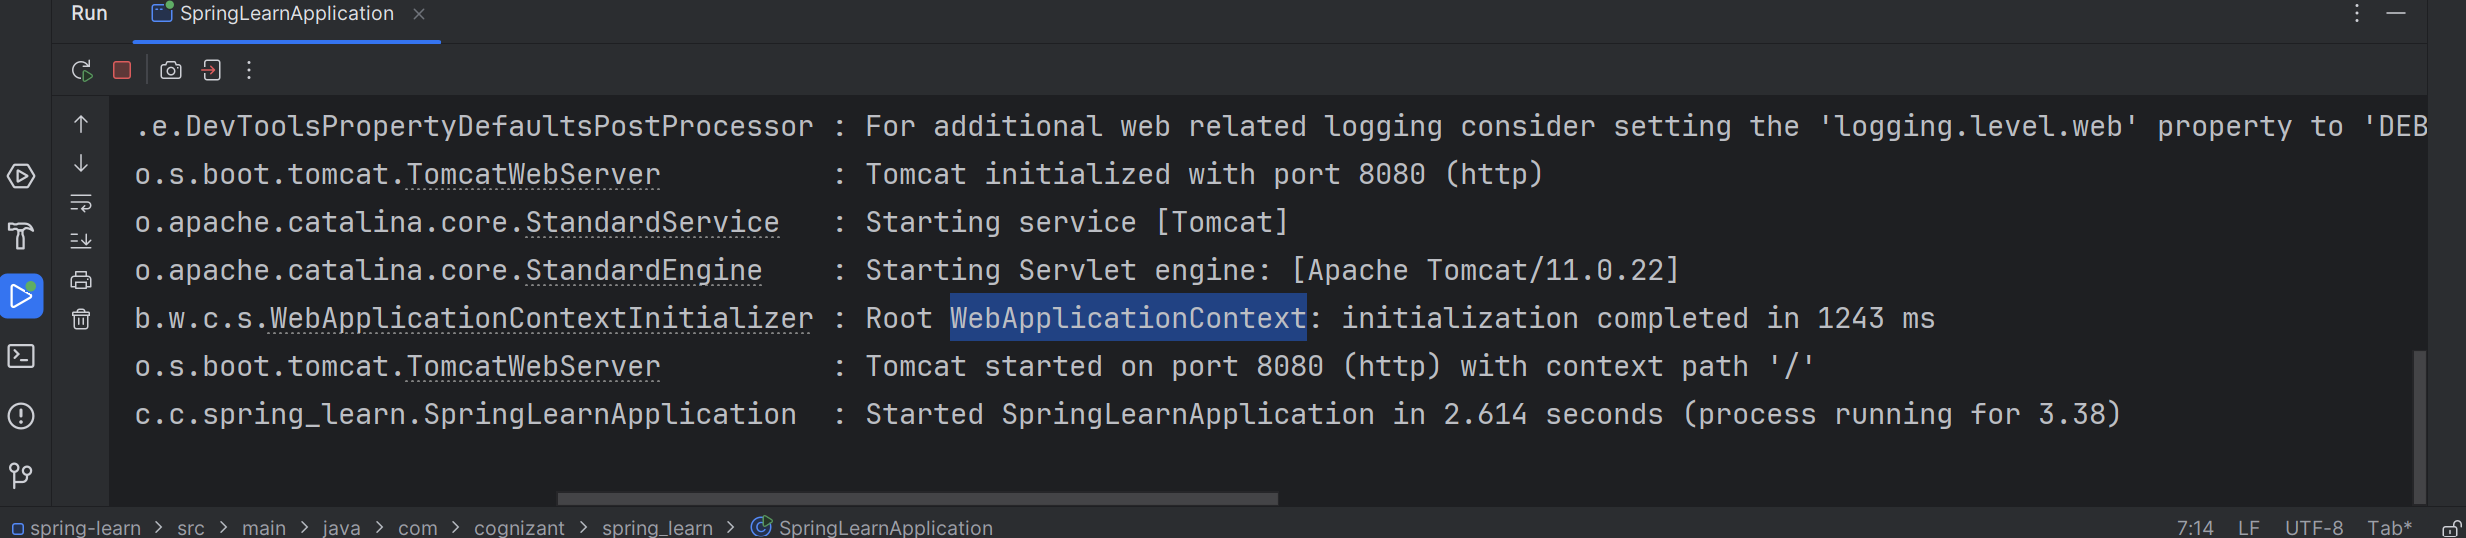 Run SpringLearnApplication
.e.DevToolsPropertyDefaultsPostProcessor : For additional web related logging consider setting the 'logging.level.web' property to 'DEB
o.s.boot.tomcat.TomcatWebServer : Tomcat initialized with port 8080 (http)
o.apache.catalina.core.StandardService : Starting service [Tomcat]
o.apache.catalina.core.StandardEngine : Starting Servlet engine: [Apache Tomcat/11.0.22]
b.w.c.s.WebApplicationContextInitializer : Root WebApplicationContext: initialization completed in 1243 ms
o.s.boot.tomcat.TomcatWebServer : Tomcat started on port 8080 (http) with context path '/'
c.c.spring_learn.SpringLearnApplication : Started SpringLearnApplication in 2.614 seconds (process running for 3.38)
spring-learn > src > main > java > com > cognizant > spring_learn > SpringLearnApplication 7:14 LF UTF-8 Tab*